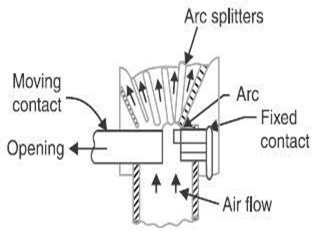 Arc splitters
Moving
contact
Arc
Fixed
contact
Opening
Air flow